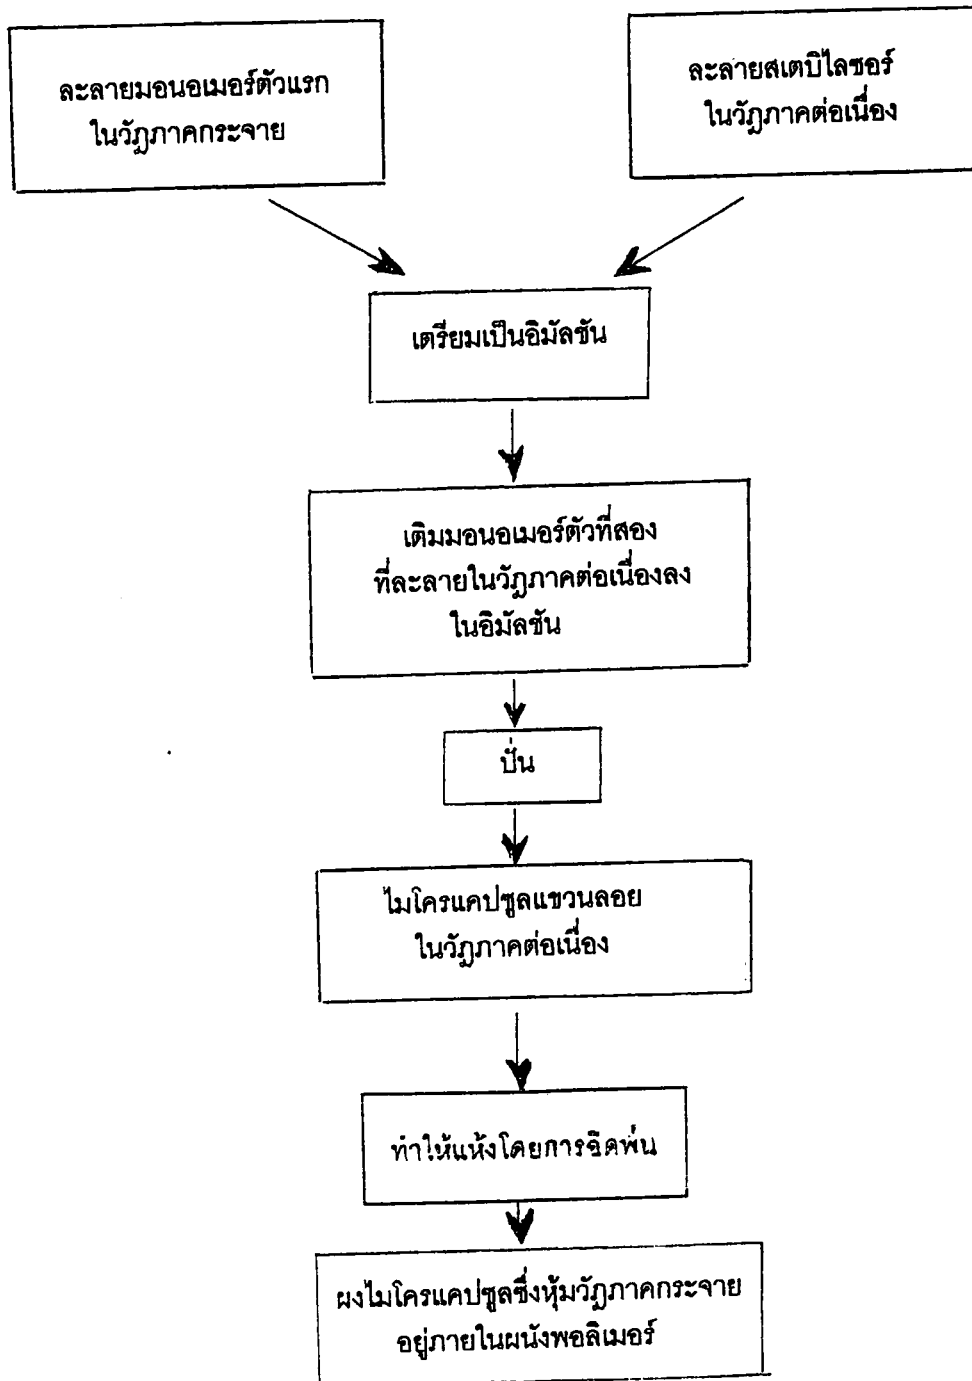 ละลายมอนอเมอร์ตัวแรก
ในวัฏภาคกระจาย
ละลายสเตบิไลซอร์
ในวัฏภาคต่อเนื่อง
เตรียมเป็นอิมัลชัน
เติมมอนอเมอร์ตัวที่สอง
ที่ละลายในวัฏภาคต่อเนื่องลง
ในอิมัลชัน
ปั่น
ไมโครแคปซูลแขวนลอย
ในวัฏภาคต่อเนื่อง
ทำให้แห้งโดยการฉีดพ่น
ผงไมโครแคปซูลซึ่งหุ้มวัฏภาคกระจาย
อยู่ภายในผนังพอลิเมอร์